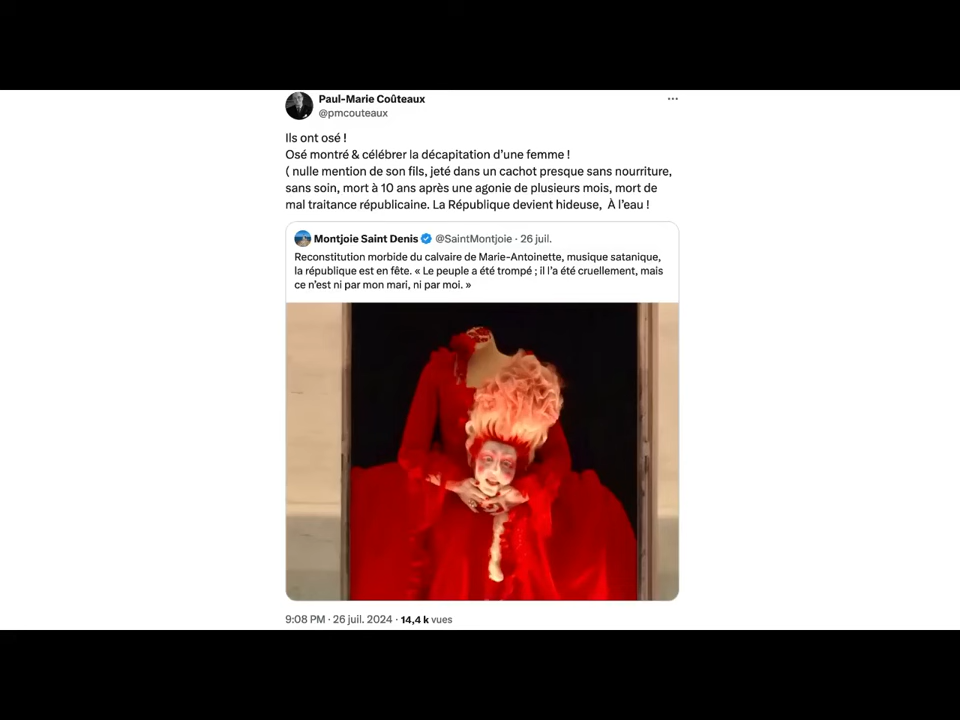 Paul-Marie Coûteaux
@pmcouteaux
Ils ont osé !
Osé montré & célébrer la décapitation d’une femme !
( nulle mention de son fils, jeté dans un cachot presque sans nourriture,
sans soin, mort à 10 ans après une agonie de plusieurs mois, mort de
mal traitance républicaine. La République devient hideuse,  À l’eau !
Montjoie Saint Denis @SaintMontjoie · 26 juil.
Reconstitution morbide du calvaire de Marie-Antoinette, musique satanique,
la république est en fête. « Le peuple a été trompé ; il l’a été cruellement, mais
ce n’est ni par mon mari, ni par moi. »
9:08 PM · 26 juil. 2024 · 14,4 k vues